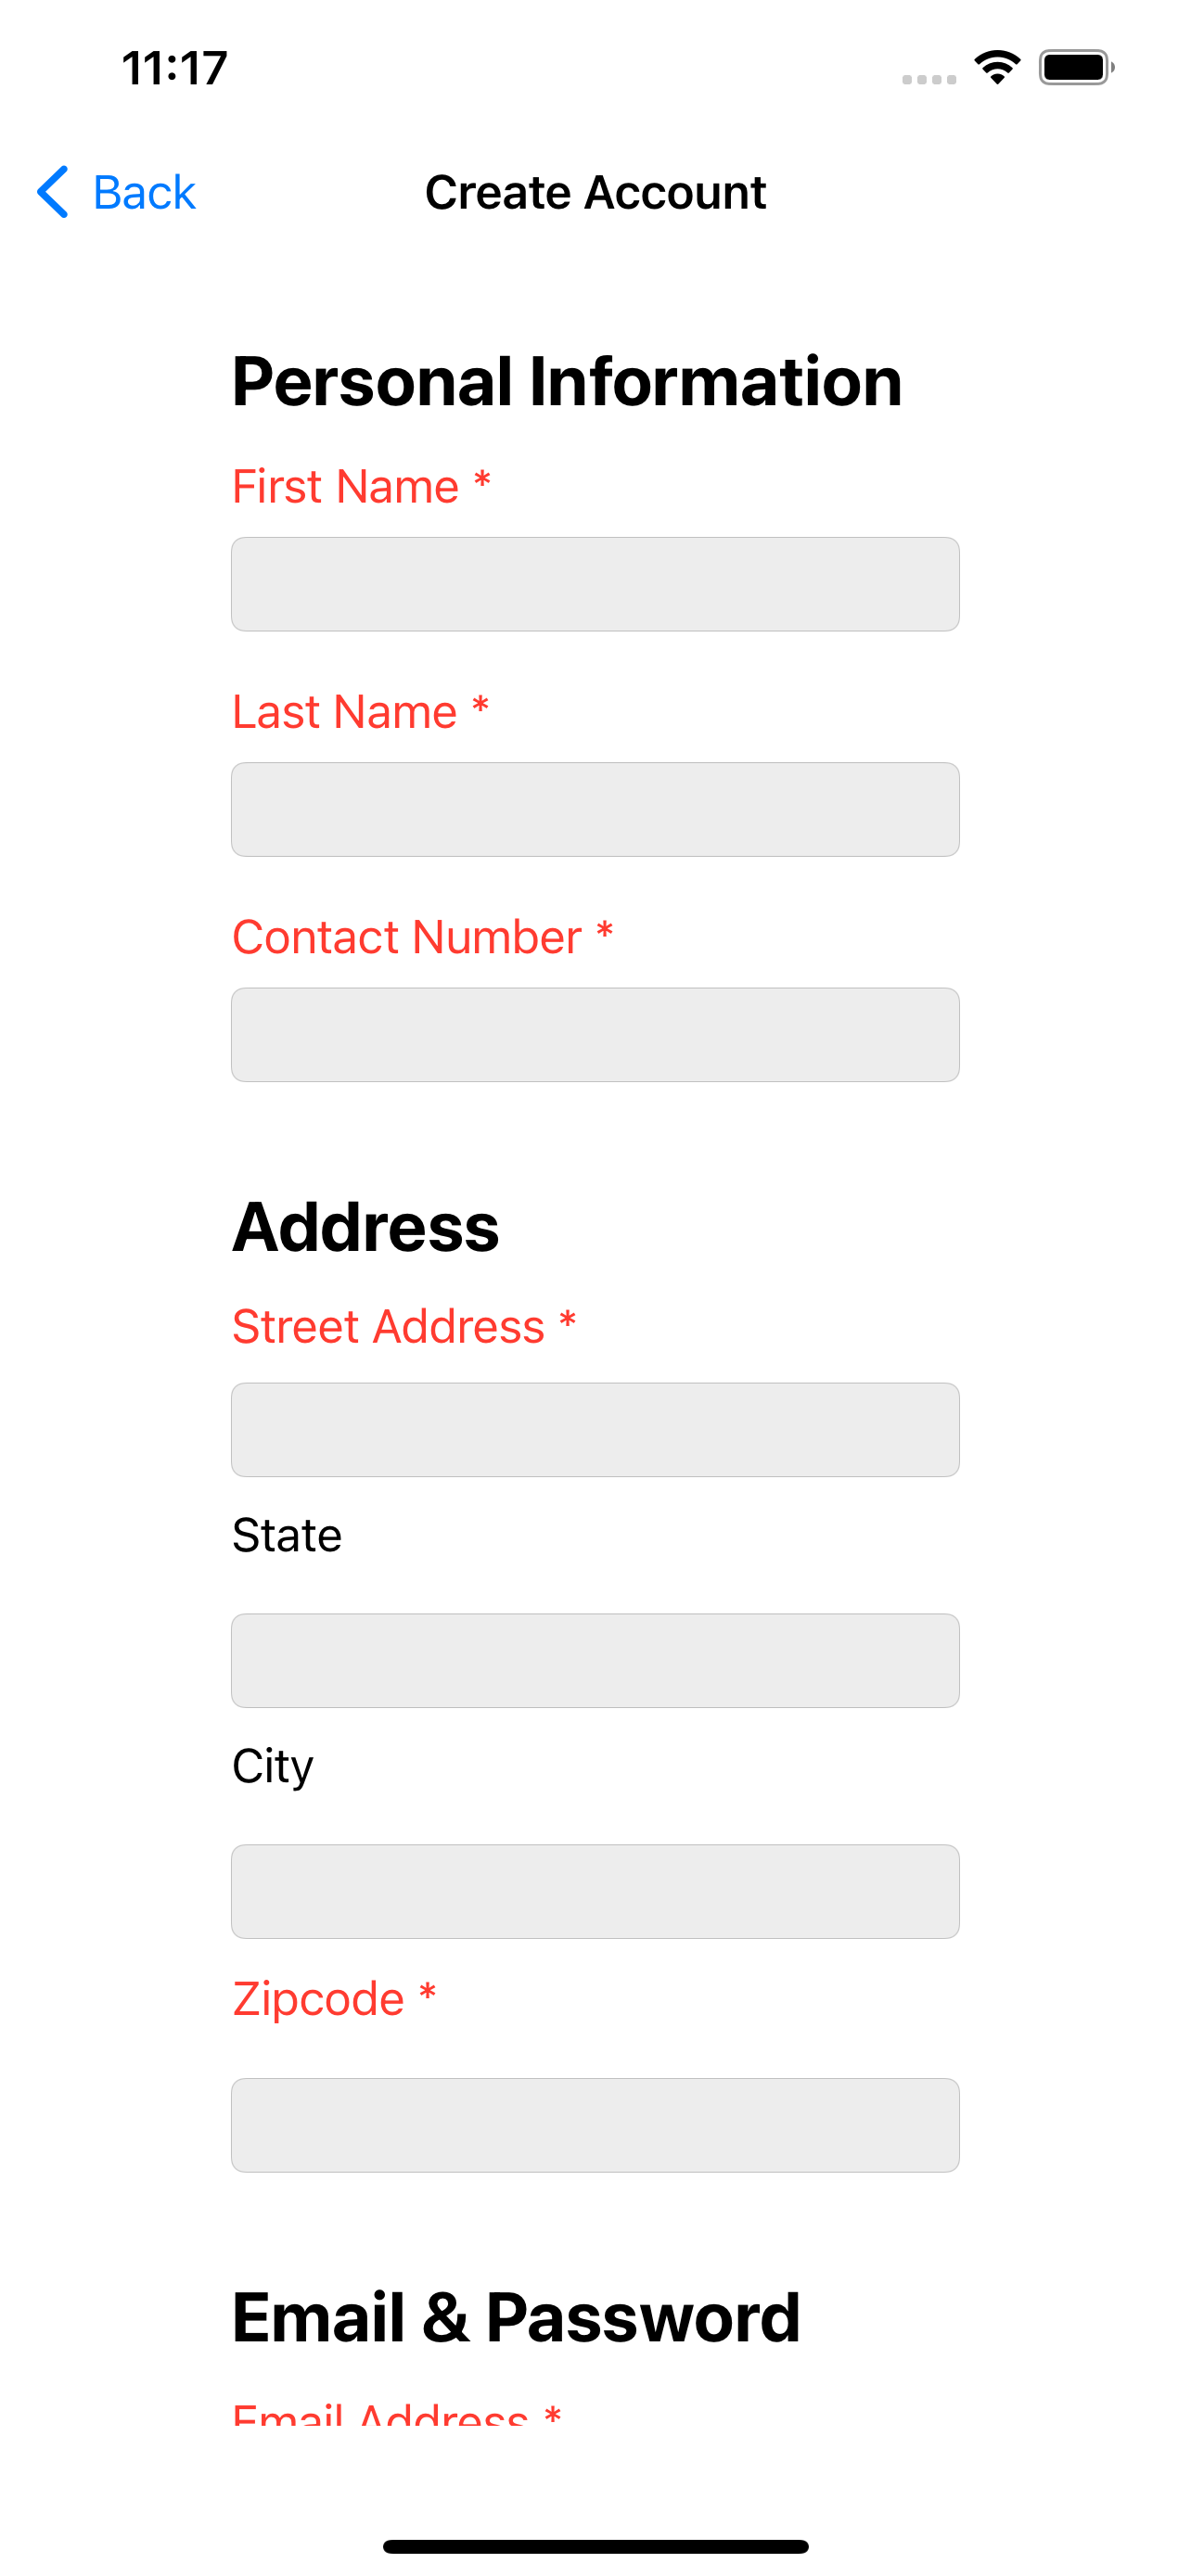 11:17
Back
Create Account
Personal Information
First Name *
Last Name *
Contact Number *
Address
Street Address *
State
City
Zipcode *
Email & Password
Email Address *